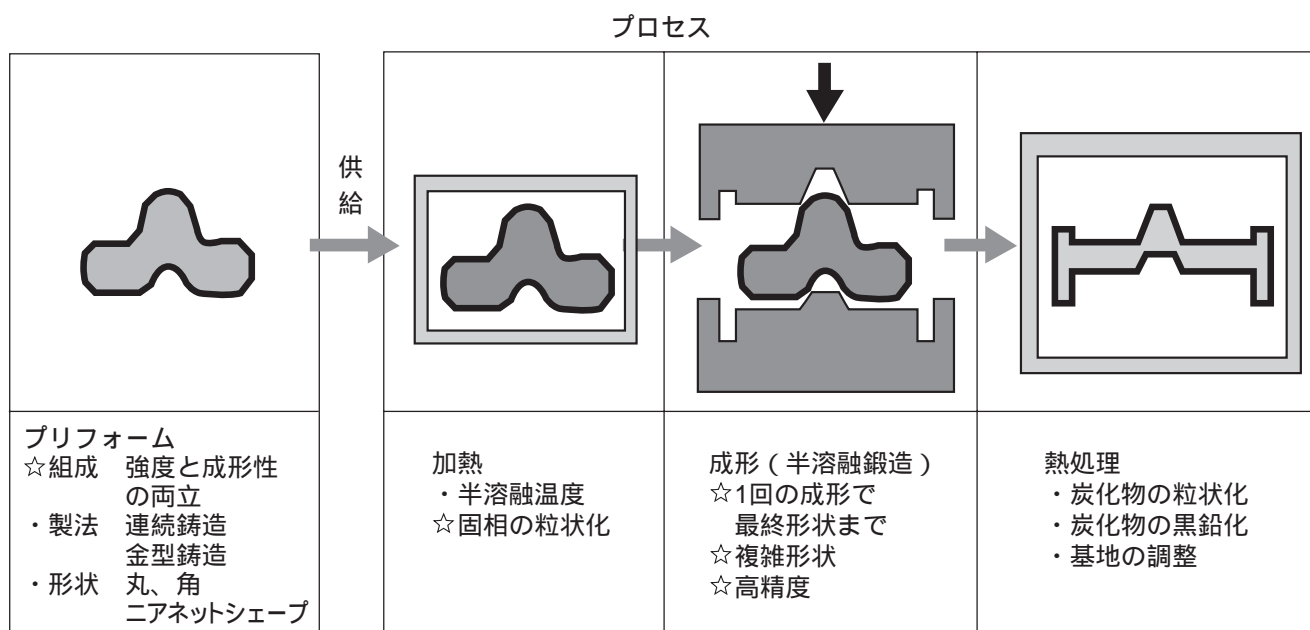 プロセス
供
給
プリフォーム
☆組成　強度と成形性
の両立
・製法　連続鋳造
金型鋳造
・形状　丸、角
ニアネットシェープ
加熱
・半溶融温度
☆固相の粒状化
成形（半溶融鍛造）
☆1回の成形で
最終形状まで
☆複雑形状
☆高精度
熱処理
・炭化物の粒状化
・炭化物の黒鉛化
・基地の調整